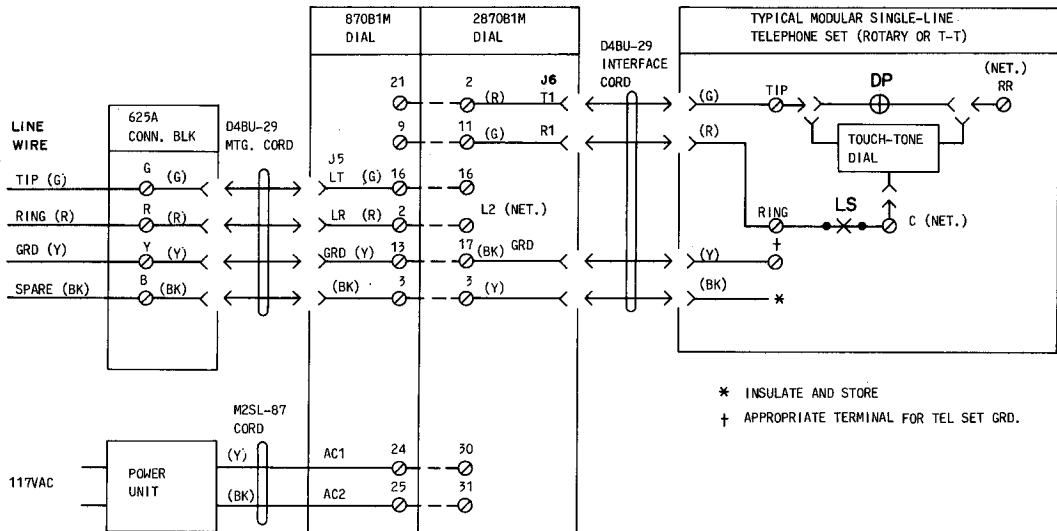 870B1M
DIAL
2870B1M
DIAL
D4BU-29
INTERFACE
CORD
TYPICAL MODULAR SINGLE-LINE
TELEPHONE SET (ROTARY OR T-T)
21 2 (R) J6 T1 (G) TIP DP (NET.) RR
9 11 (G) R1 (R)
TOUCH-TONE
DIAL
LINE
WIRE
625A
CONN. BLK
D4BU-29
MTG. CORD
J5
TIP (G) G (G) LT (G) 16 16
RING (R) R (R) LR (R) 2 L2 (NET.) RING LS C (NET.)
GRD (Y) Y (Y) GRD (Y) 13 17 (BK) GRD (Y) †
SPARE (BK) B (BK) (BK) 3 3 (Y) (BK) *
* INSULATE AND STORE
† APPROPRIATE TERMINAL FOR TEL SET GRD.
M2SL-87
CORD
117VAC
POWER
UNIT
(Y) AC1 24 30
(BK) AC2 25 31